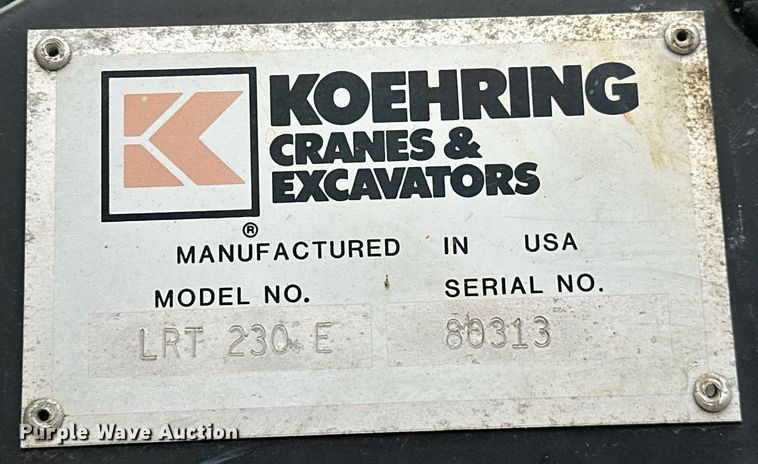 KOEHRING
CRANES &
EXCAVATORS
®
MANUFACTURED IN USA
MODEL NO. SERIAL NO.
LRT 230 E 80313
Purple Wave Auction